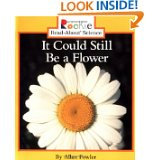 LOOK INSIDE!
Rookie
Read-About® Science
It Could Still
Be a Flower
By Allan Fowler